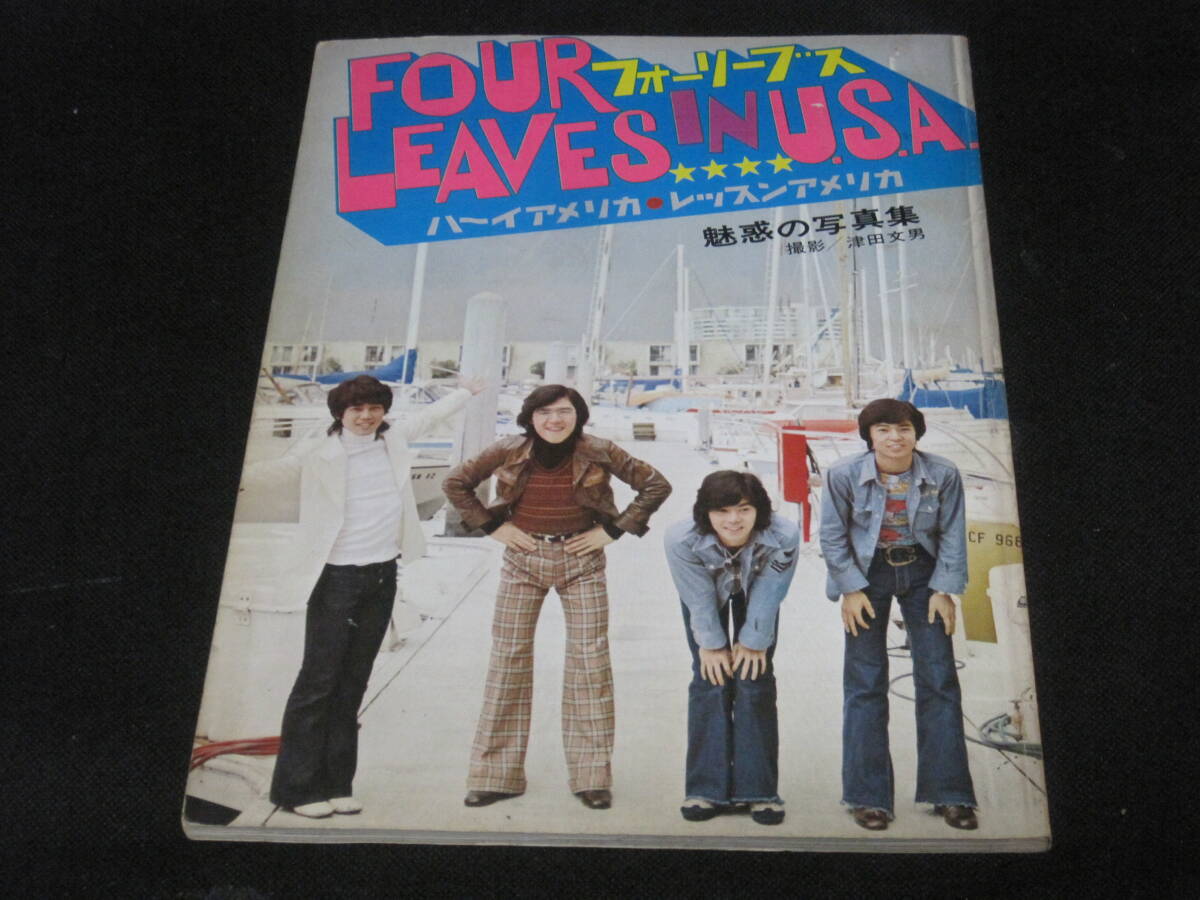 FOUR フォーリーブス
LEAVES IN U.S.A.
★★★★
ハーイアメリカ・レッスンアメリカ
魅惑の写真集
撮影/津田文男
CF 968